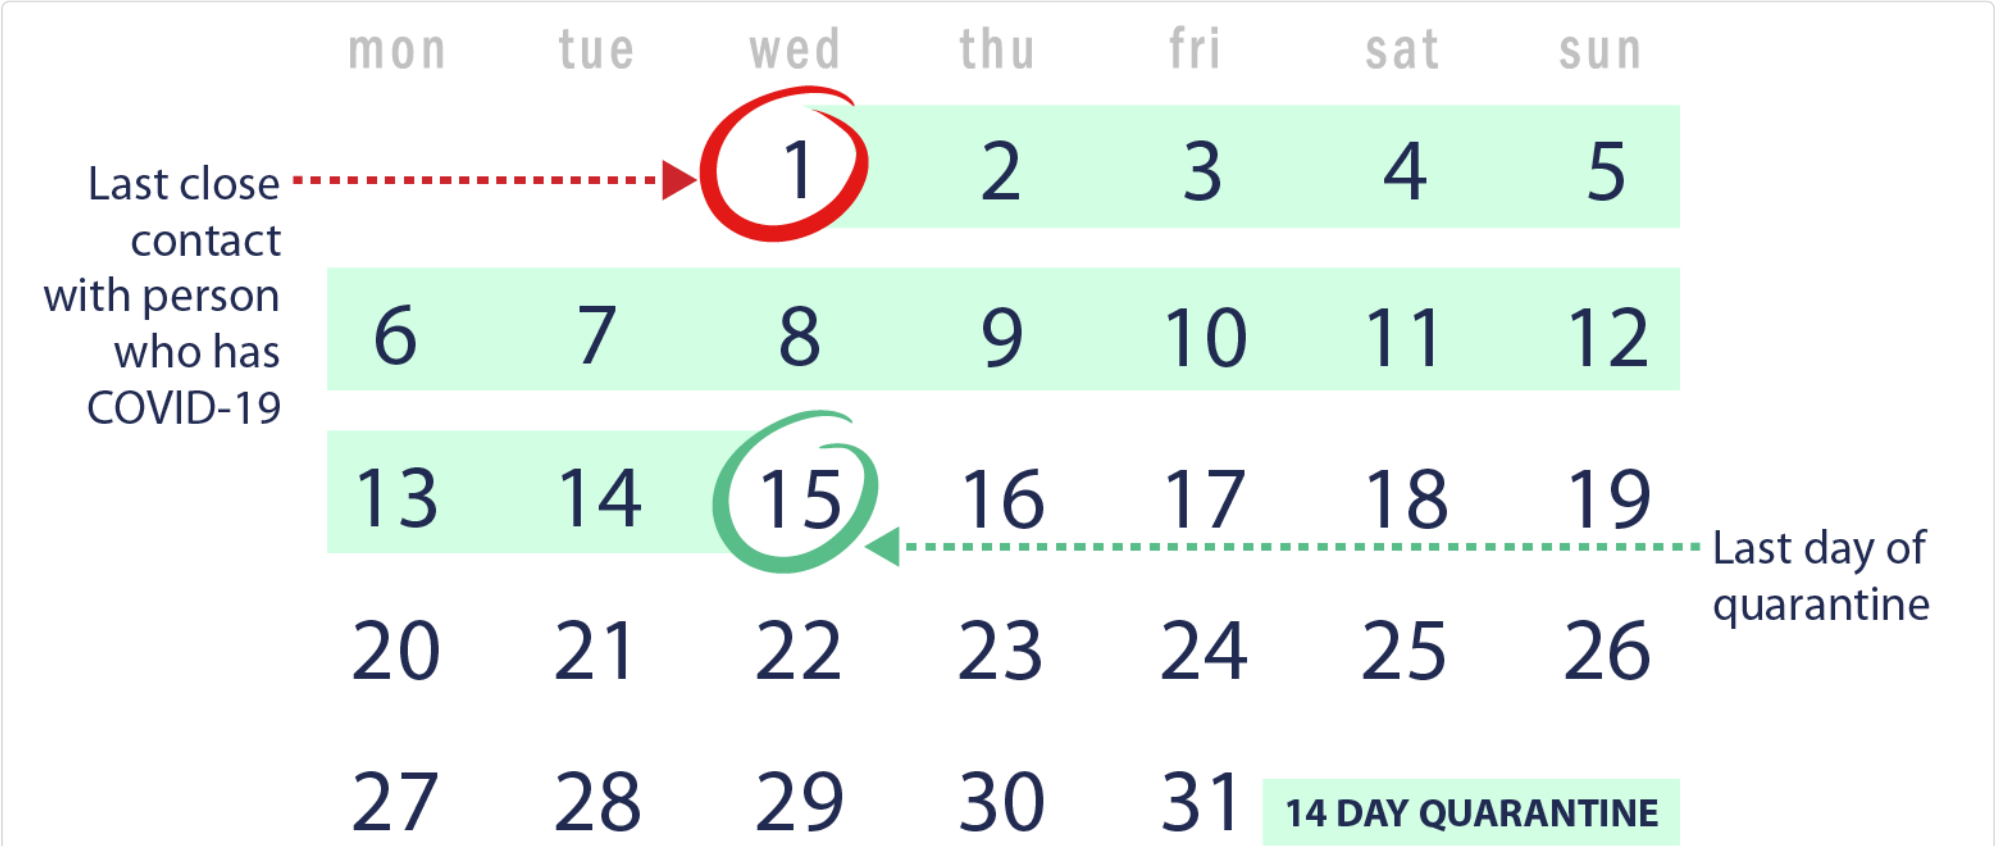 mon tue wed thu fri sat sun
1 2 3 4 5
Last close
contact
with person
who has
COVID-19
6 7 8 9 10 11 12
13 14 15 16 17 18 19
Last day of
quarantine
20 21 22 23 24 25 26
27 28 29 30 31
14 DAY QUARANTINE